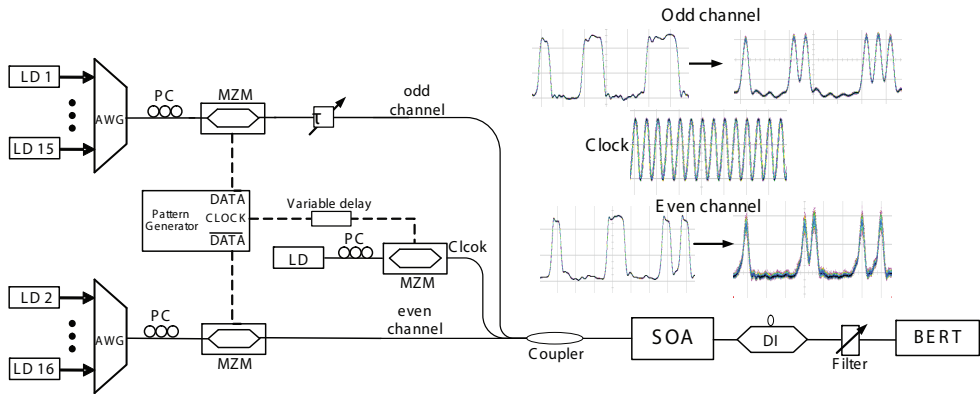 Odd channel
LD 1
LD 15
AWG
PC
MZM
τ
odd
channel
Clock
Even channel
Pattern
Generator
DATA
CLOCK
DATA
Variable delay
LD
PC
MZM
Clcok
LD 2
LD 16
AWG
PC
MZM
even
channel
Coupler
SOA
DI
Filter
BERT